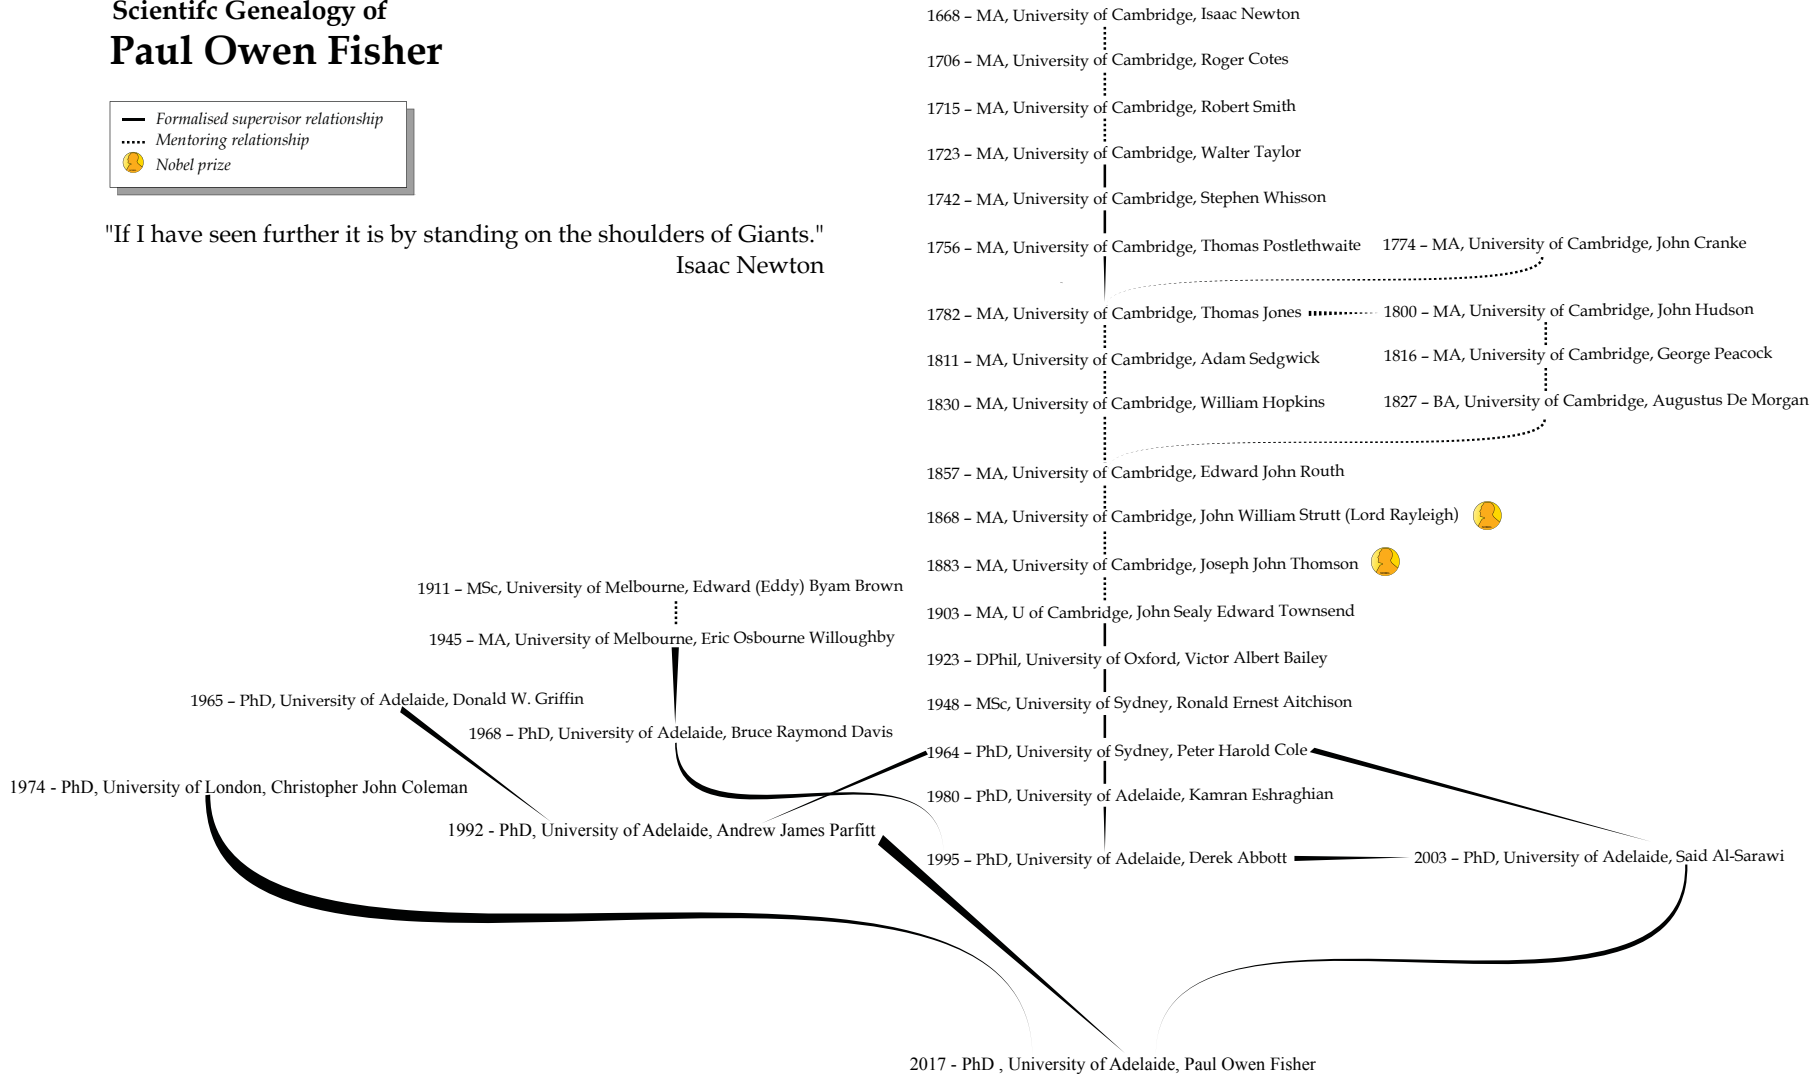 Scientifc Genealogy of
Paul Owen Fisher
Formalised supervisor relationship
Mentoring relationship
Nobel prize
"If I have seen further it is by standing on the shoulders of Giants."
Isaac Newton
1668 – MA, University of Cambridge, Isaac Newton
1706 – MA, University of Cambridge, Roger Cotes
1715 – MA, University of Cambridge, Robert Smith
1723 – MA, University of Cambridge, Walter Taylor
1742 – MA, University of Cambridge, Stephen Whisson
1756 – MA, University of Cambridge, Thomas Postlethwaite
1774 – MA, University of Cambridge, John Cranke
1782 – MA, University of Cambridge, Thomas Jones
1800 – MA, University of Cambridge, John Hudson
1811 – MA, University of Cambridge, Adam Sedgwick
1816 – MA, University of Cambridge, George Peacock
1830 – MA, University of Cambridge, William Hopkins
1827 – BA, University of Cambridge, Augustus De Morgan
1857 – MA, University of Cambridge, Edward John Routh
1868 – MA, University of Cambridge, John William Strutt (Lord Rayleigh)
1883 – MA, University of Cambridge, Joseph John Thomson
1911 – MSc, University of Melbourne, Edward (Eddy) Byam Brown
1903 – MA, U of Cambridge, John Sealy Edward Townsend
1945 – MA, University of Melbourne, Eric Osbourne Willoughby
1923 – DPhil, University of Oxford, Victor Albert Bailey
1965 – PhD, University of Adelaide, Donald W. Griffin
1948 – MSc, University of Sydney, Ronald Ernest Aitchison
1968 – PhD, University of Adelaide, Bruce Raymond Davis
1964 – PhD, University of Sydney, Peter Harold Cole
1974 - PhD, University of London, Christopher John Coleman
1980 – PhD, University of Adelaide, Kamran Eshraghian
1992 - PhD, University of Adelaide, Andrew James Parfitt
1995 – PhD, University of Adelaide, Derek Abbott
2003 – PhD, University of Adelaide, Said Al-Sarawi
2017 - PhD , University of Adelaide, Paul Owen Fisher